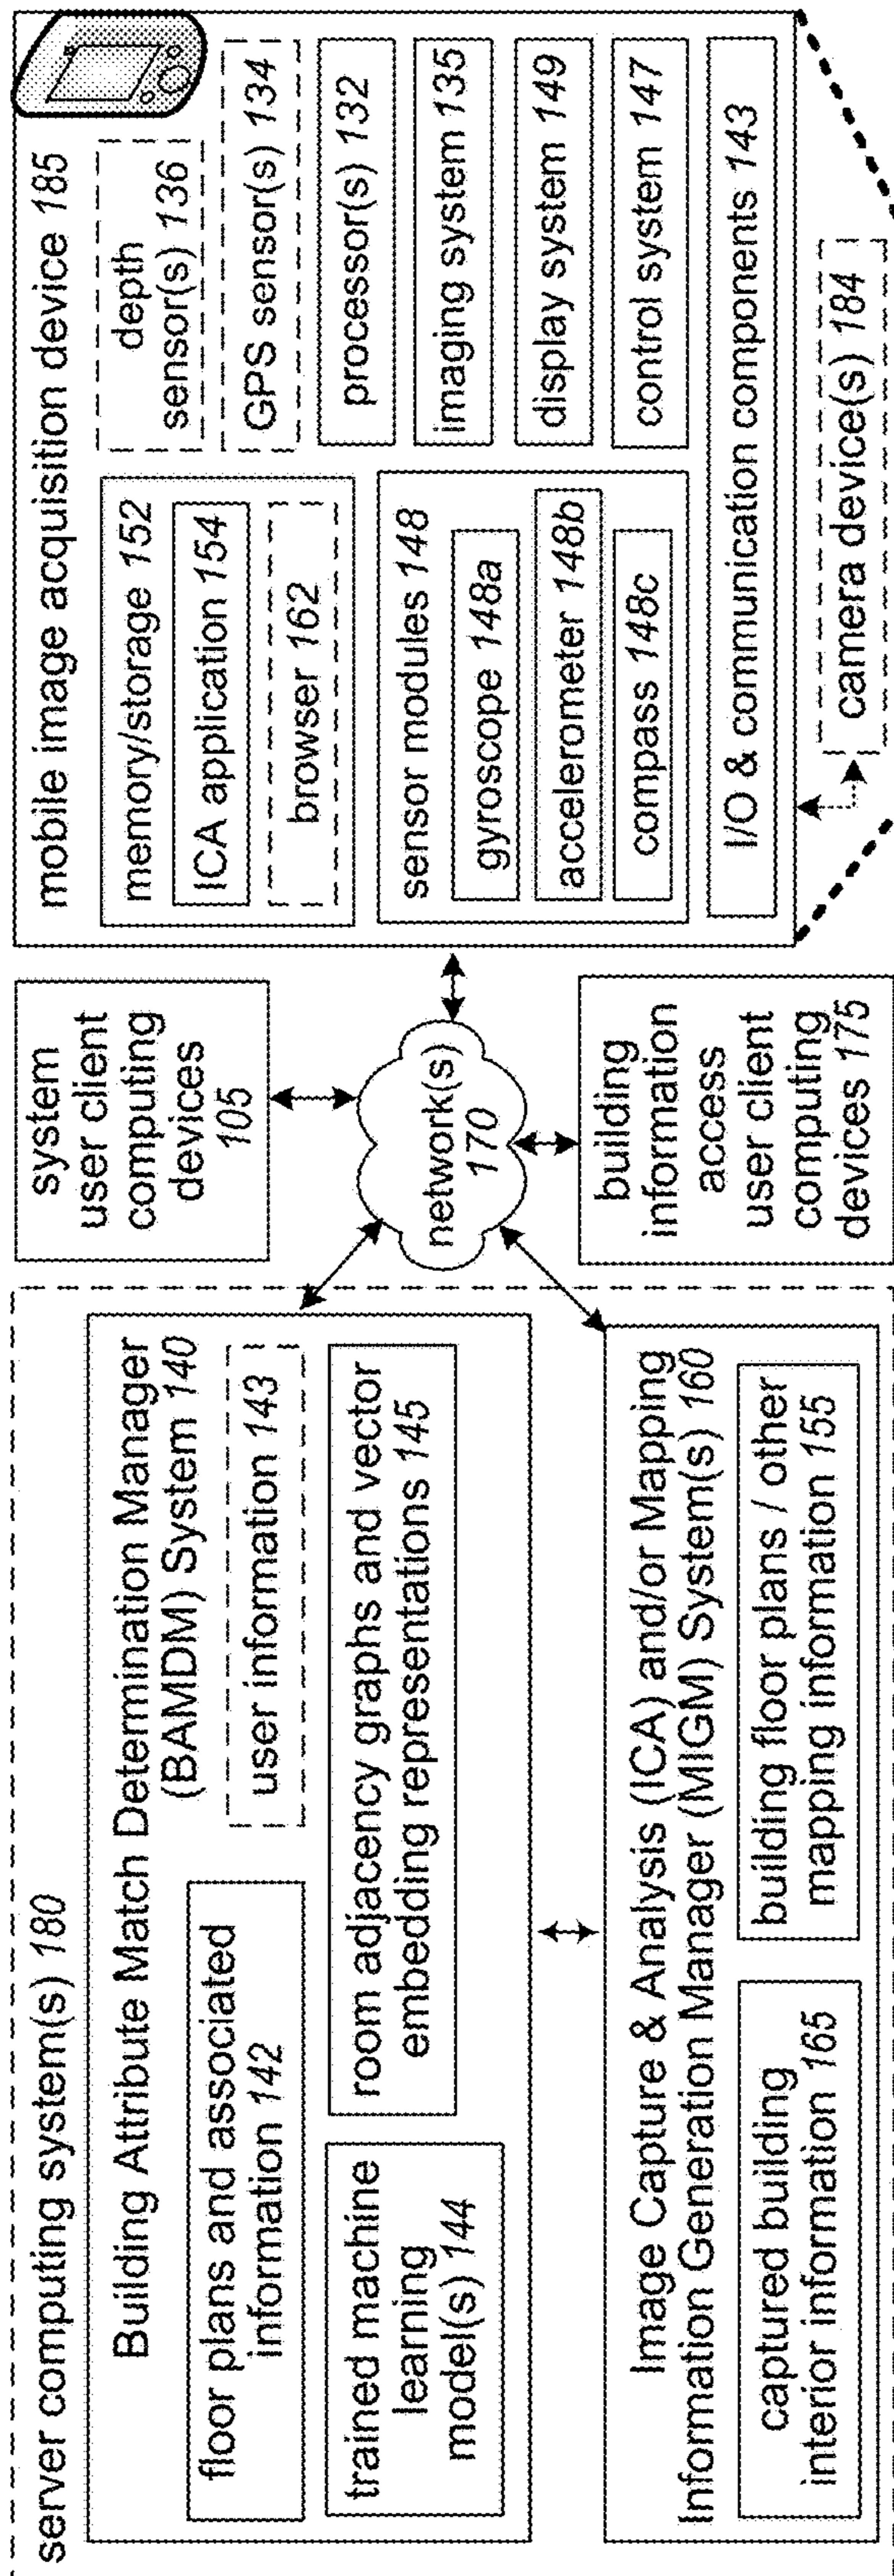 server computing system(s) 180
Building Attribute Match Determination Manager
(BAMDM) System 140
floor plans and associated
information 142
user information 143
trained machine
learning
model(s) 144
room adjacency graphs and vector
embedding representations 145
Image Capture & Analysis (ICA) and/or Mapping
Information Generation Manager (MIGM) System(s) 160
captured building
interior information 165
building floor plans / other
mapping information 155
system
user client
computing
devices
105
network(s)
170
building
information
access
user client
computing
devices 175
mobile image acquisition device 185
memory/storage 152
ICA application 154
browser 162
sensor modules 148
gyroscope 148a
accelerometer 148b
compass 148c
depth
sensor(s) 136
GPS sensor(s) 134
processor(s) 132
imaging system 135
display system 149
control system 147
I/O & communication components 143
camera device(s) 184